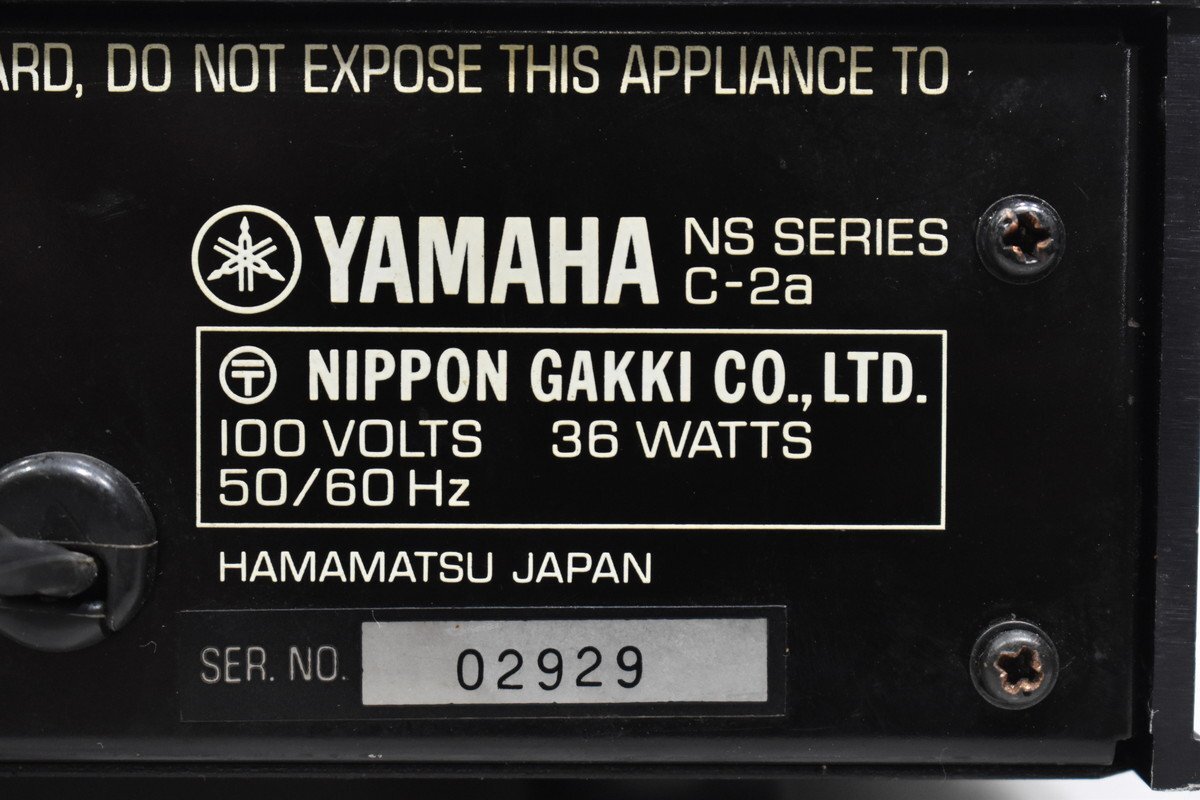 ARD, DO NOT EXPOSE THIS APPLIANCE TO
YAMAHA NS SERIES
C-2a
〒 NIPPON GAKKI CO., LTD.
100 VOLTS 36 WATTS
50/60 Hz
HAMAMATSU JAPAN
SER. NO. 02929